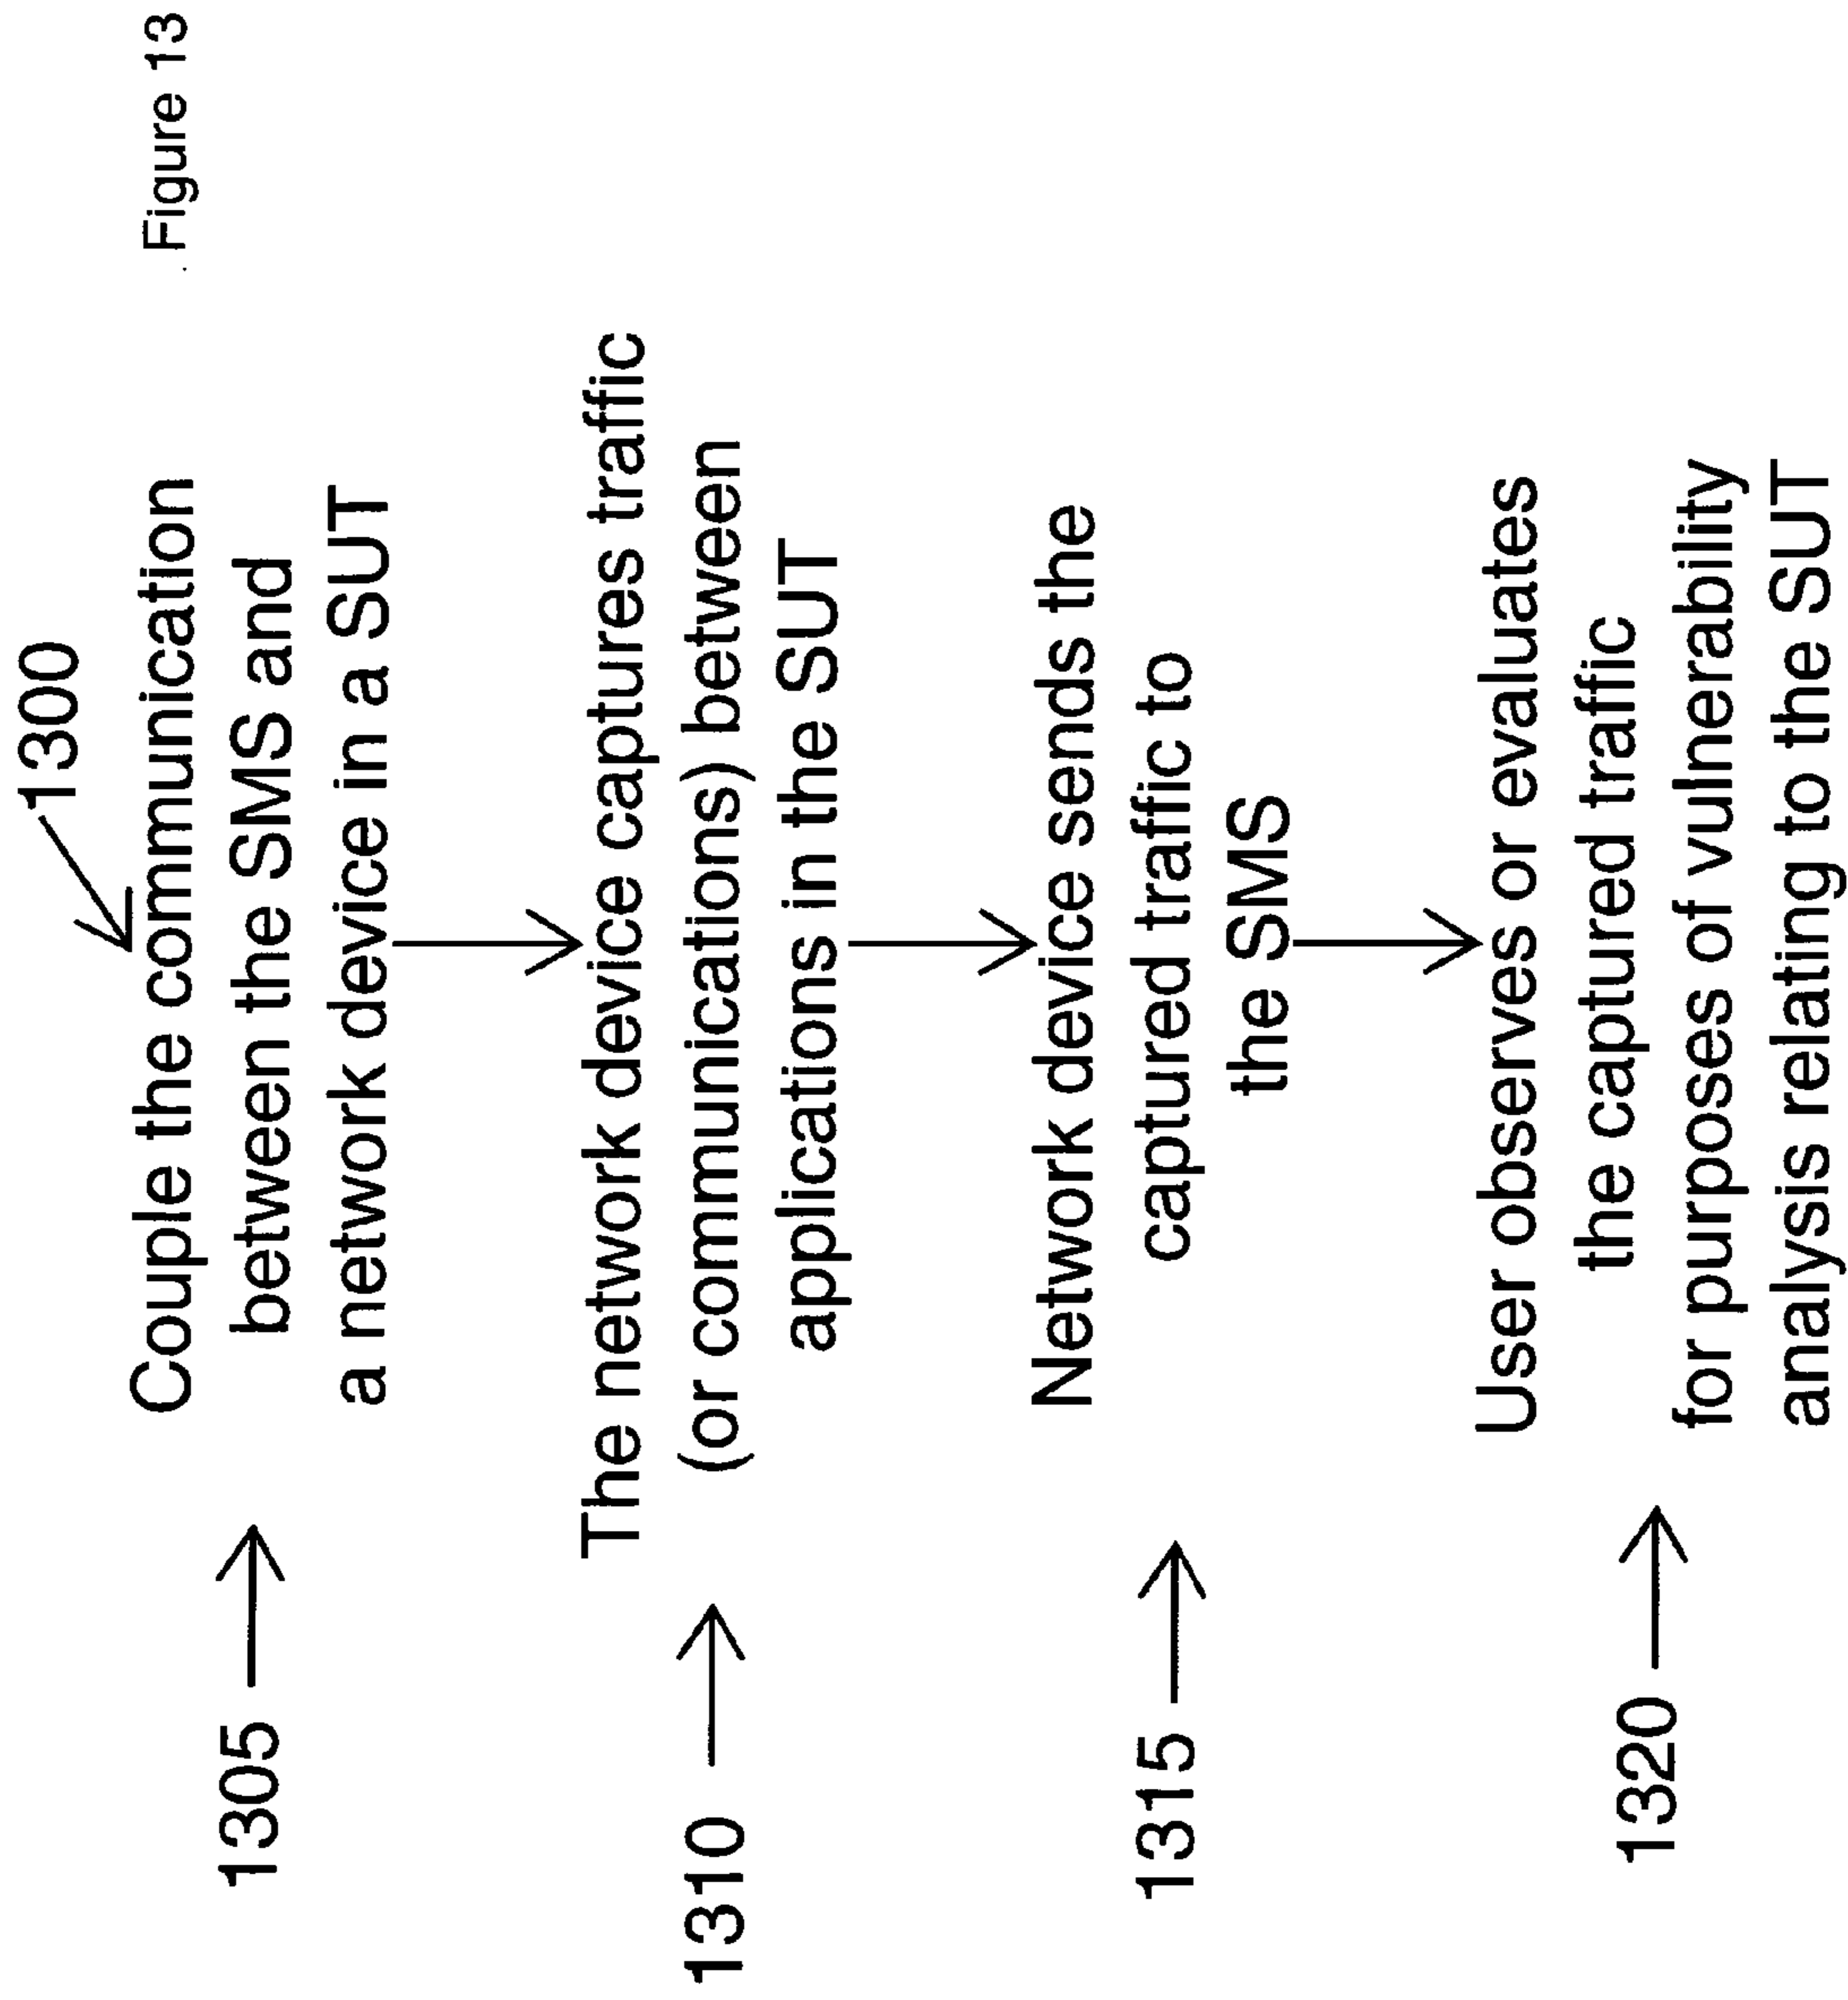 1300
Figure 13
1305
Couple the communication
between the SMS and
a network device in a SUT
1310
The network device captures traffic
(or communications) between
applications in the SUT
1315
Network device sends the
captured traffic to
the SMS
1320
User observes or evaluates
the captured traffic
for purposes of vulnerability
analysis relating to the SUT